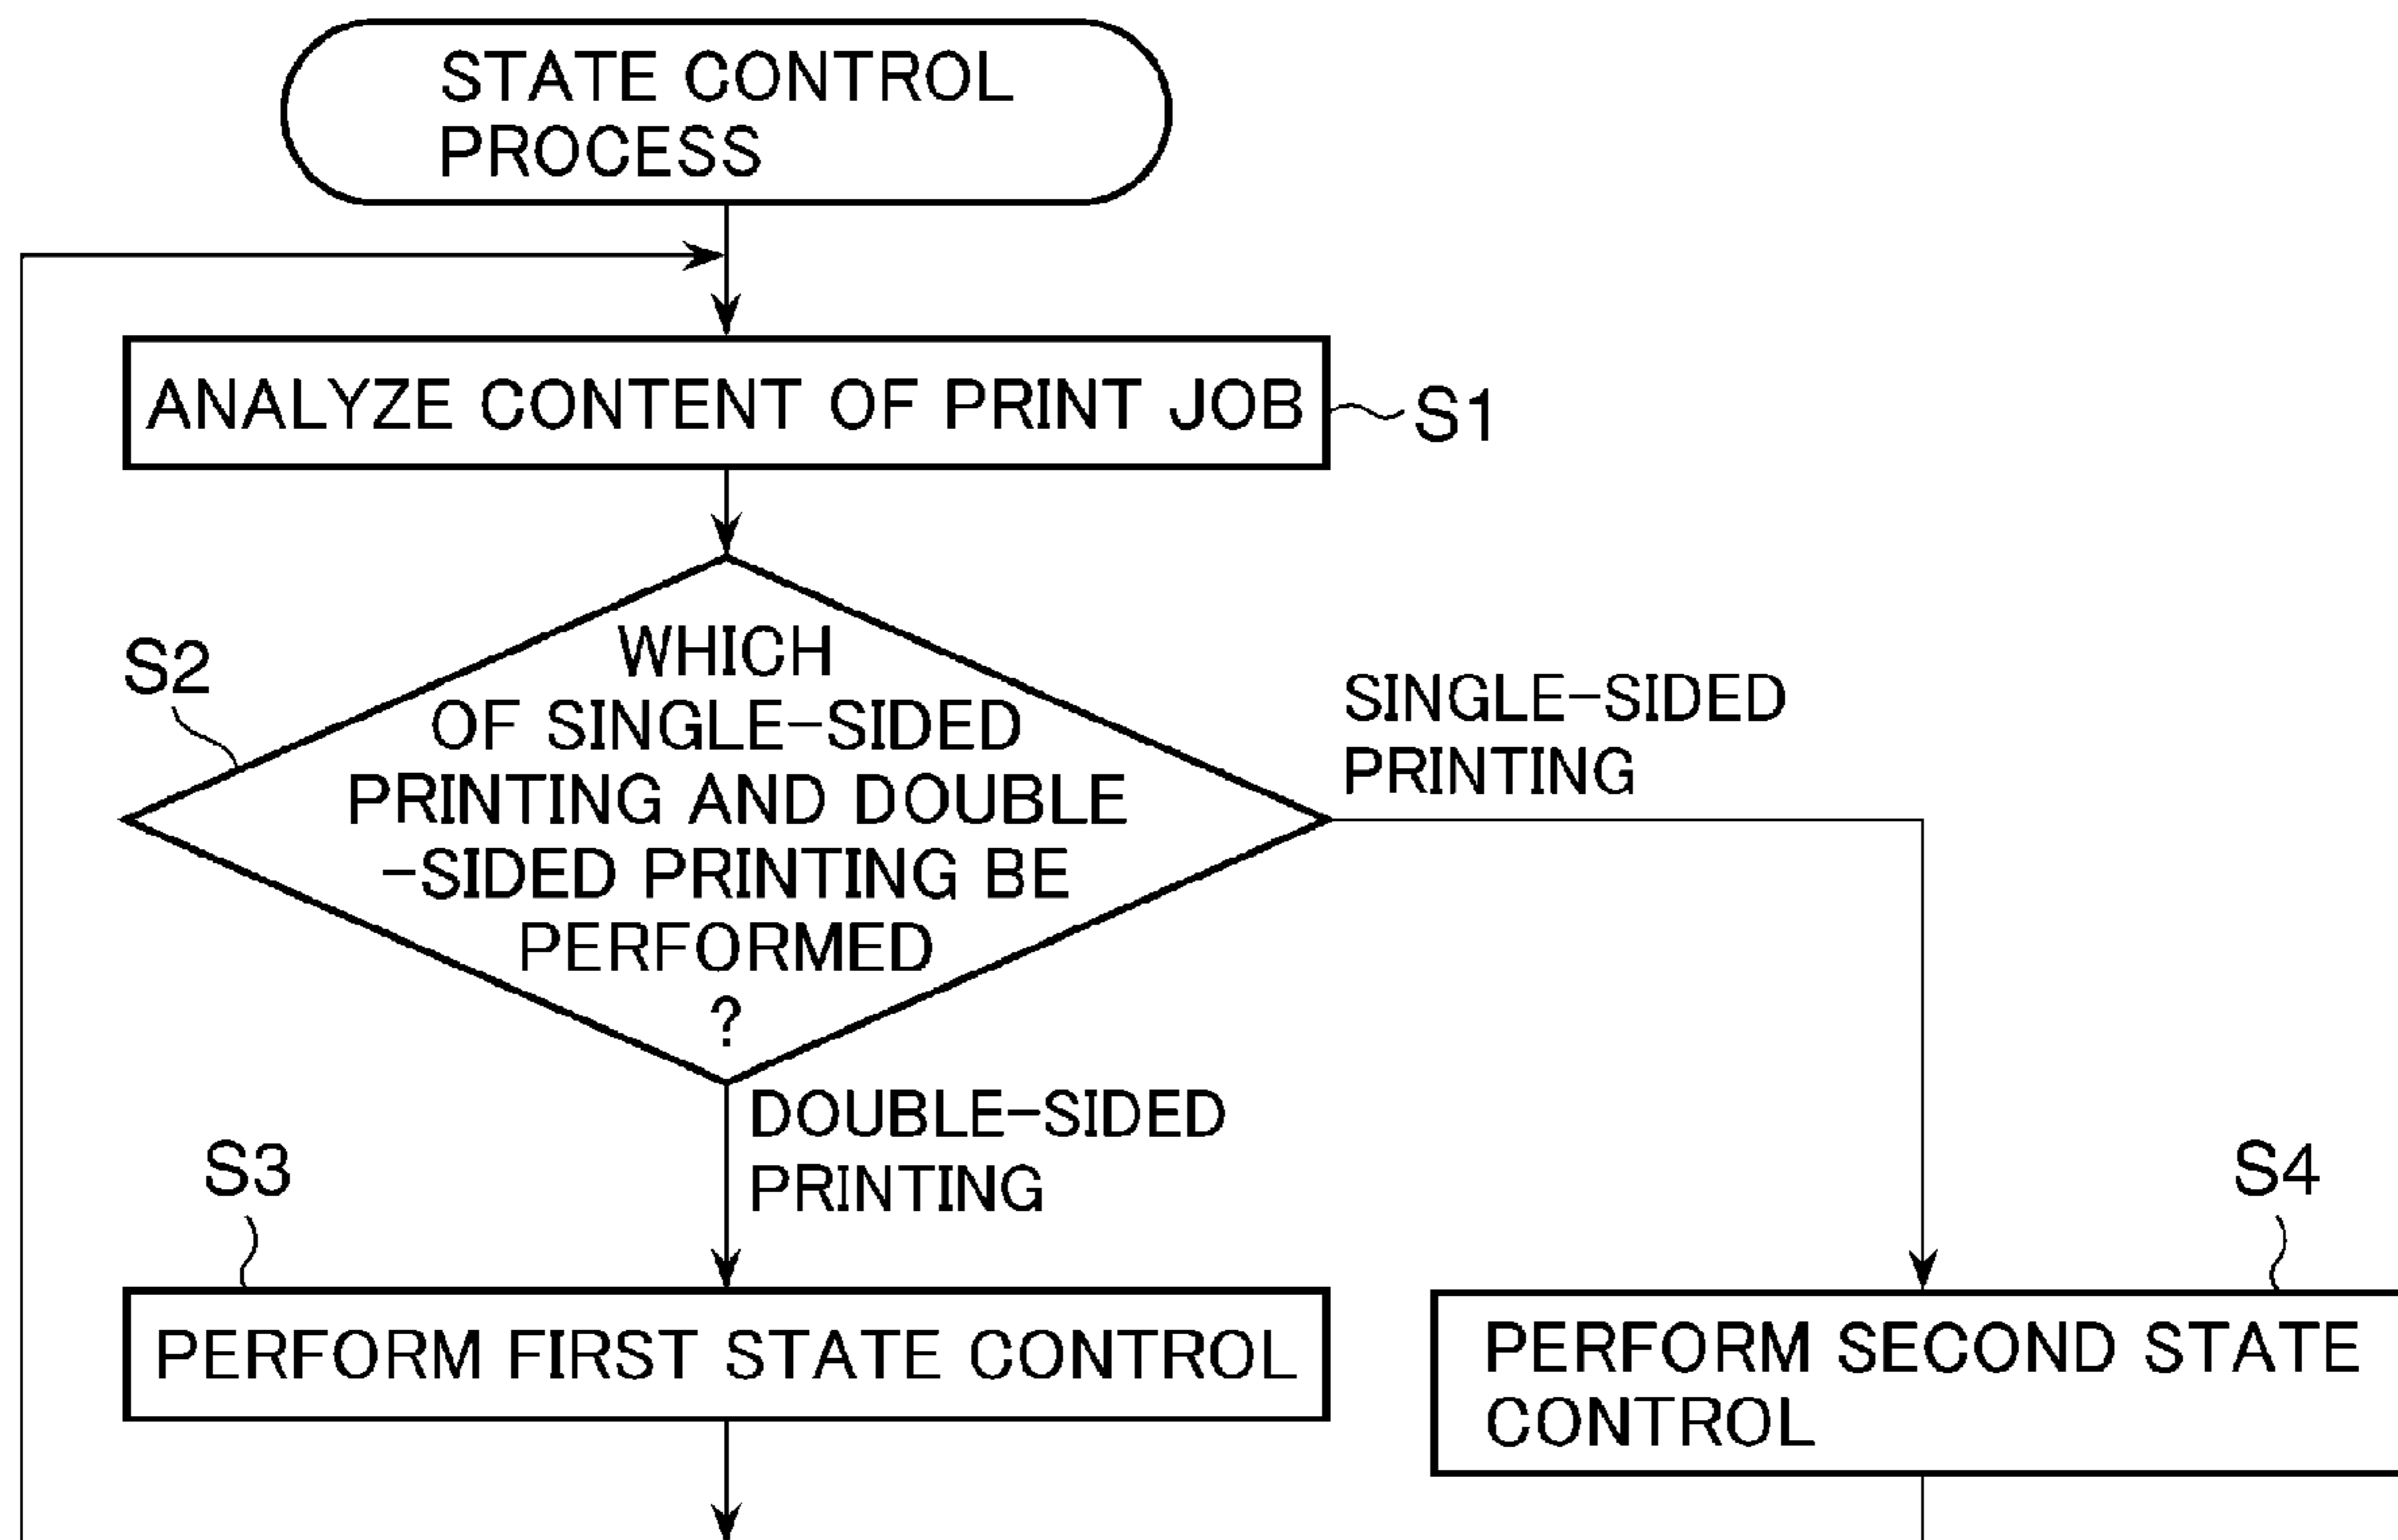 STATE CONTROL
PROCESS
ANALYZE CONTENT OF PRINT JOB
S1
S2
WHICH
OF SINGLE-SIDED
PRINTING AND DOUBLE
-SIDED PRINTING BE
PERFORMED
?
SINGLE-SIDED
PRINTING
DOUBLE-SIDED
PRINTING
S3
S4
PERFORM FIRST STATE CONTROL
PERFORM SECOND STATE
CONTROL